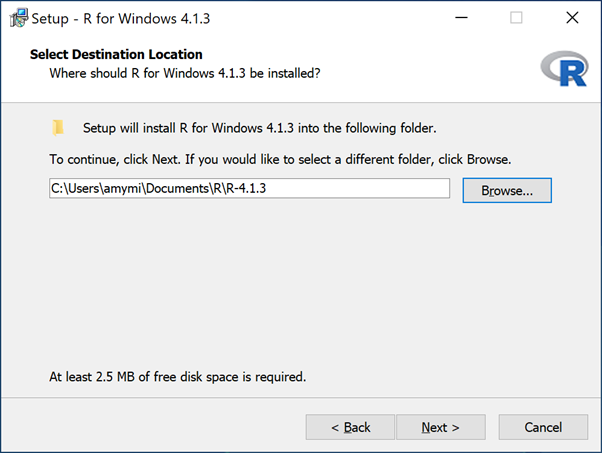 Setup - R for Windows 4.1.3
Select Destination Location
Where should R for Windows 4.1.3 be installed?
R
Setup will install R for Windows 4.1.3 into the following folder.
To continue, click Next. If you would like to select a different folder, click Browse.
C:\Users\amymi\Documents\R\R-4.1.3
Browse...
At least 2.5 MB of free disk space is required.
< Back
Next >
Cancel